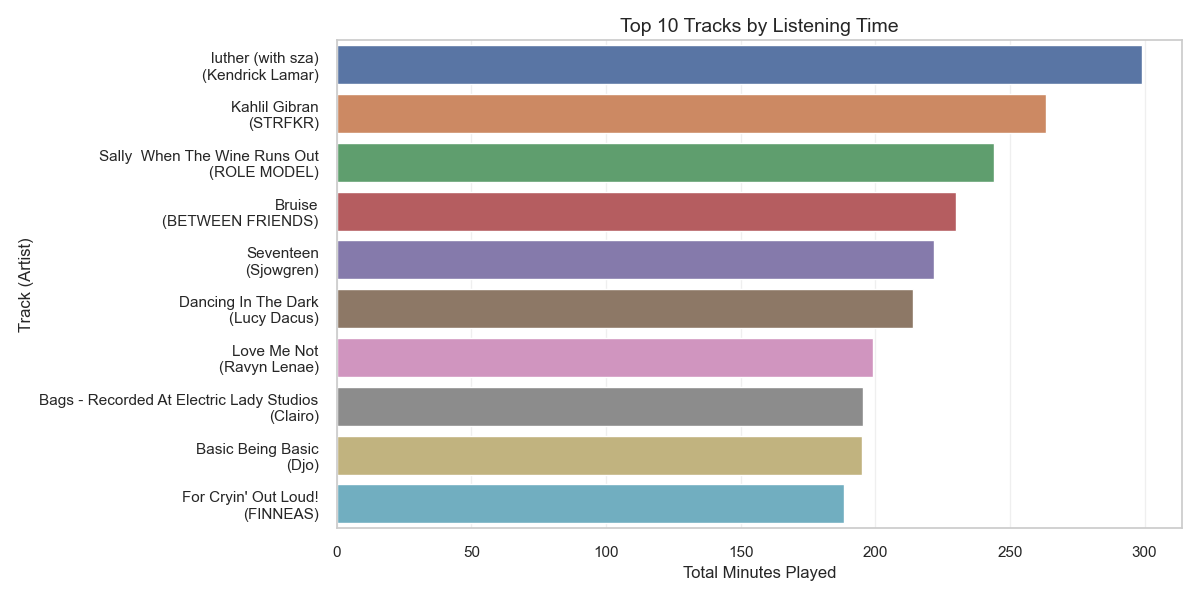 Top 10 Tracks by Listening Time
luther (with sza)
(Kendrick Lamar)
Kahlil Gibran
(STRFKR)
Sally  When The Wine Runs Out
(ROLE MODEL)
Bruise
(BETWEEN FRIENDS)
Seventeen
(Sjowgren)
Dancing In The Dark
(Lucy Dacus)
Love Me Not
(Ravyn Lenae)
Bags - Recorded At Electric Lady Studios
(Clairo)
Basic Being Basic
(Djo)
For Cryin' Out Loud!
(FINNEAS)
Track (Artist)
0 50 100 150 200 250 300
Total Minutes Played